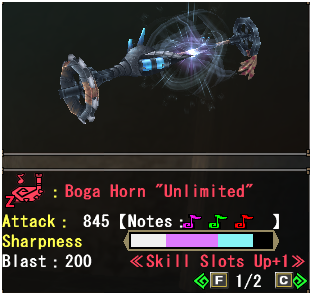 Z : Boga Horn "Unlimited"
Attack : 845 【Notes : 】
Sharpness
Blast : 200 ≪Skill Slots Up+1≫
F 1/2 C